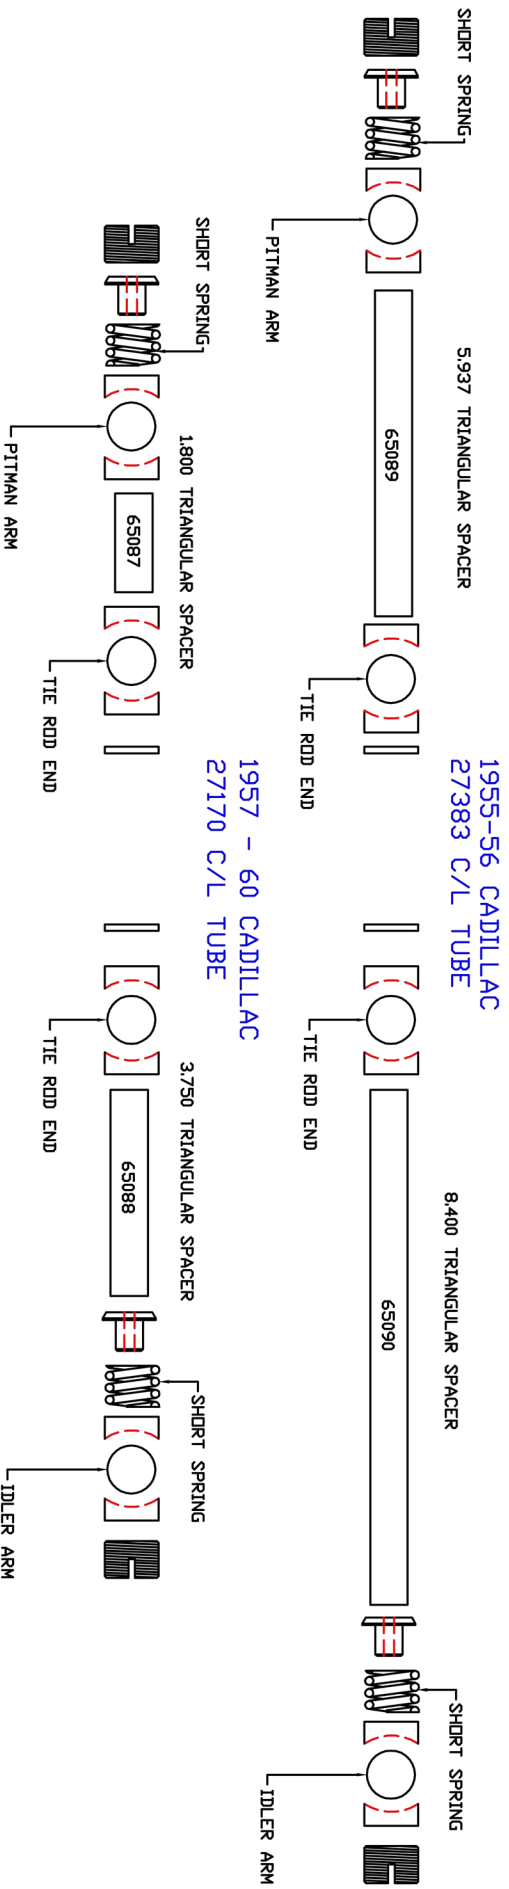 SHORT SPRING
PITMAN ARM
5.937 TRIANGULAR SPACER
65089
TIE ROD END
1955-56 CADILLAC
27383 C/L TUBE
TIE ROD END
8.400 TRIANGULAR SPACER
65090
SHORT SPRING
IDLER ARM
SHORT SPRING
PITMAN ARM
1.800 TRIANGULAR SPACER
65087
TIE ROD END
1957 - 60 CADILLAC
27170 C/L TUBE
TIE ROD END
3.750 TRIANGULAR SPACER
65088
SHORT SPRING
IDLER ARM